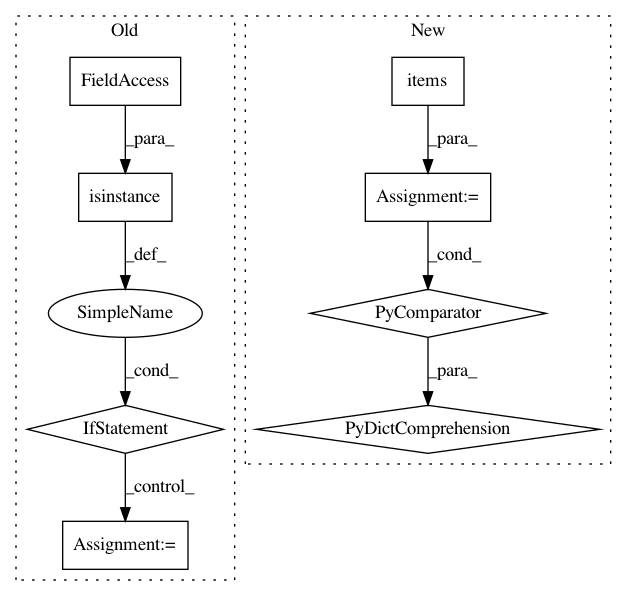 Old
New
FieldAccess
items
_para_
_para_
isinstance
Assignment:=
_def_
_cond_
SimpleName
PyComparator
_cond_
_para_
IfStatement
PyDictComprehension
_control_
Assignment:=